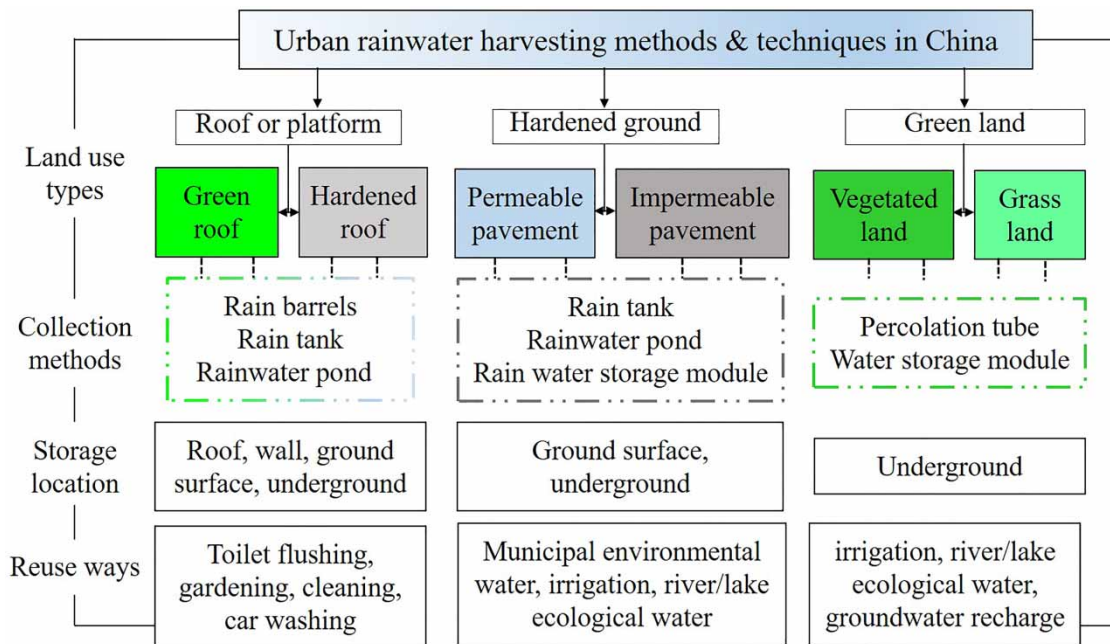 Urban rainwater harvesting methods & techniques in China
Roof or platform
Hardened ground
Green land
Land use
types
Green
roof
Hardened
roof
Permeable
pavement
Impermeable
pavement
Vegetated
land
Grass
land
Collection
methods
Rain barrels
Rain tank
Rainwater pond
Rain tank
Rainwater pond
Rain water storage module
Percolation tube
Water storage module
Storage
location
Roof, wall, ground
surface, underground
Ground surface,
underground
Underground
Reuse ways
Toilet flushing,
gardening, cleaning,
car washing
Municipal environmental
water, irrigation, river/lake
ecological water
irrigation, river/lake
ecological water,
groundwater recharge